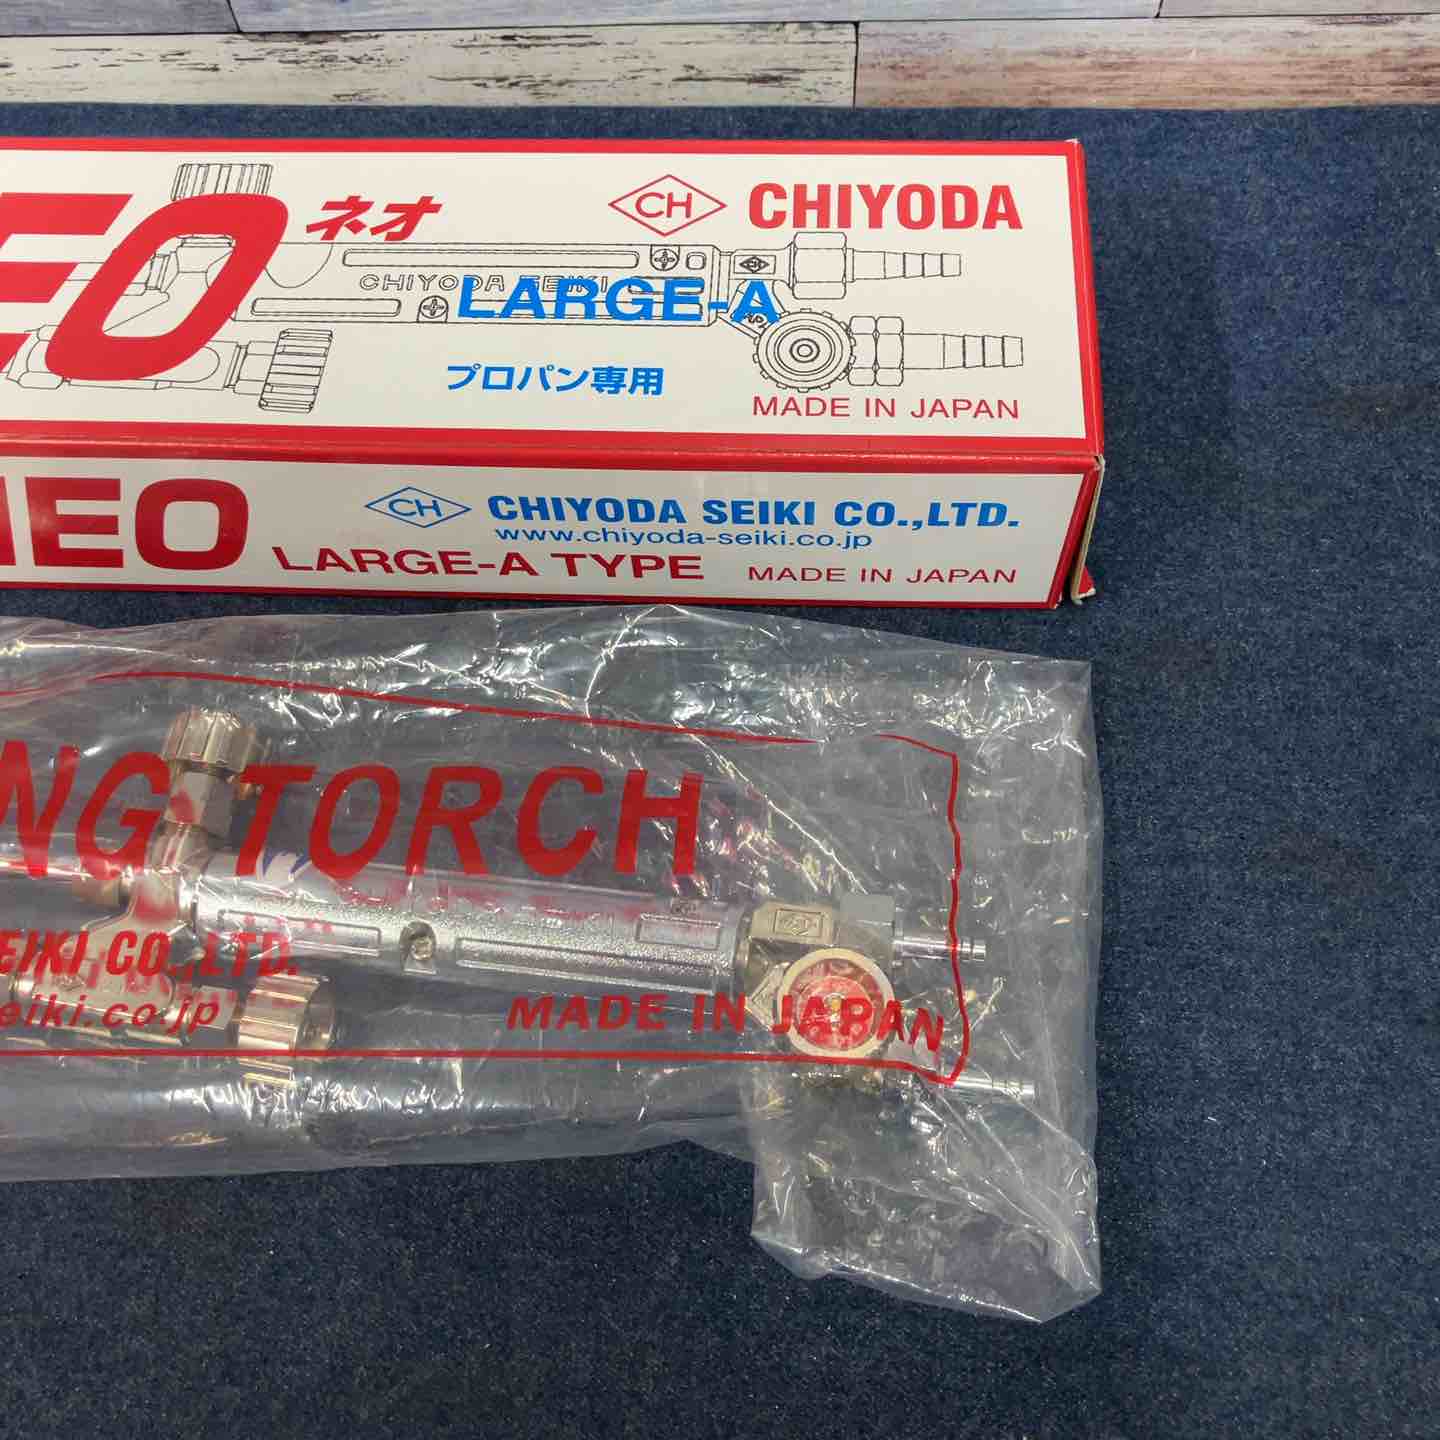 EO ネオ
CH CHIYODA
CHIYODA SEIKI
LARGE-A
プロパン専用
MADE IN JAPAN
NEO
CH CHIYODA SEIKI CO.,LTD.
www.chiyoda-seiki.co.jp
LARGE-A TYPE MADE IN JAPAN
NG TORCH
EIKI CO.,LTD.
eiki.co.jp
MADE IN JAPAN